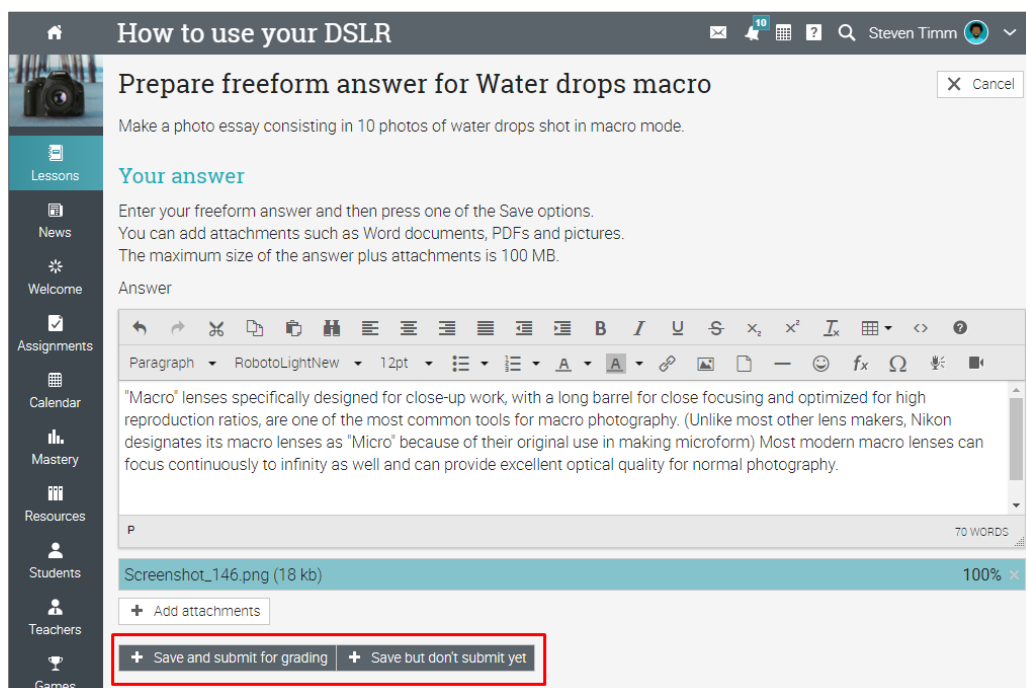 How to use your DSLR
10
Steven Timm
Prepare freeform answer for Water drops macro
Cancel
Make a photo essay consisting in 10 photos of water drops shot in macro mode.
Lessons
News
Welcome
Assignments
Calendar
Mastery
Resources
Students
Teachers
Games
Your answer
Enter your freeform answer and then press one of the Save options.
You can add attachments such as Word documents, PDFs and pictures.
The maximum size of the answer plus attachments is 100 MB.
Answer
B I U S x₂ x² Tx <> ?
Paragraph RobotoLightNew 12pt A A fx Ω
"Macro" lenses specifically designed for close-up work, with a long barrel for close focusing and optimized for high
reproduction ratios, are one of the most common tools for macro photography. (Unlike most other lens makers, Nikon
designates its macro lenses as "Micro" because of their original use in making microform) Most modern macro lenses can
focus continuously to infinity as well and can provide excellent optical quality for normal photography.
P 70 WORDS
Screenshot_146.png (18 kb) 100% ×
+ Add attachments
+ Save and submit for grading + Save but don't submit yet